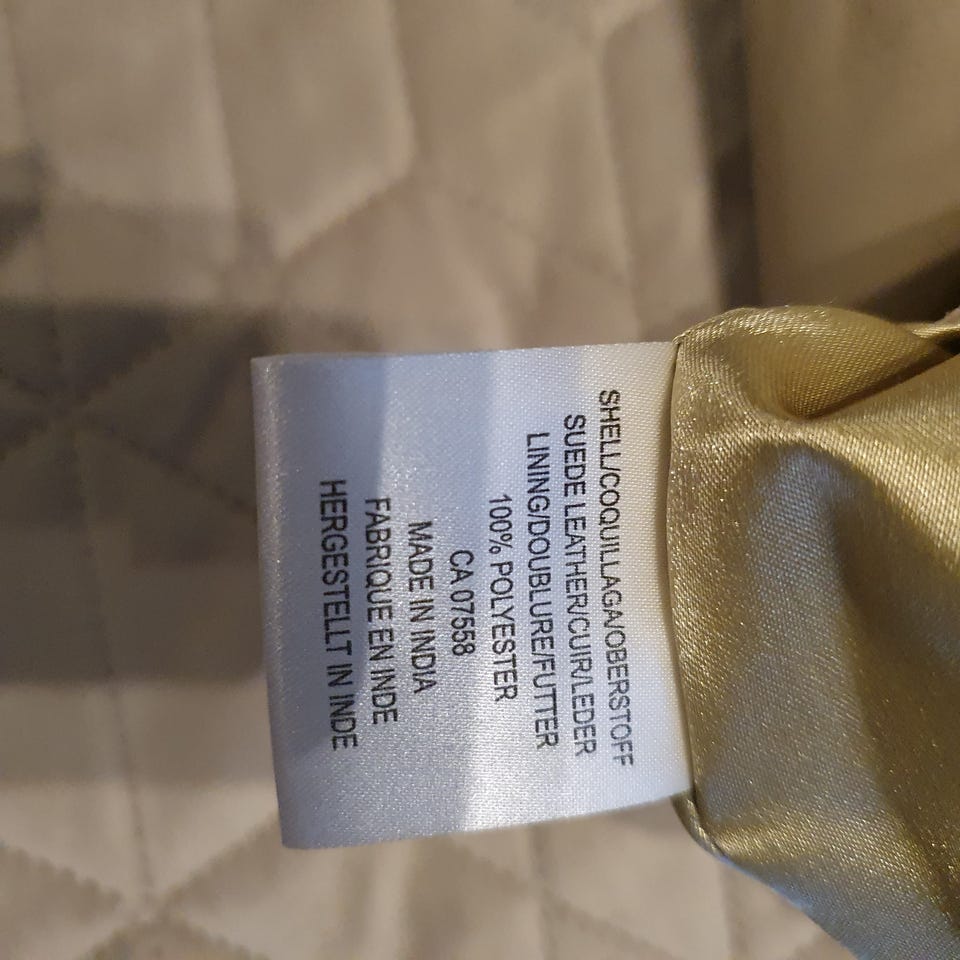 SHELL/COQUILLAGA/OBERSTOFF
SUEDE LEATHER/CUIR/LEDER
LINING/DOUBLURE/FUTTER
100% POLYESTER
CA 07558
MADE IN INDIA
FABRIQUE EN INDE
HERGESTELLT IN INDE